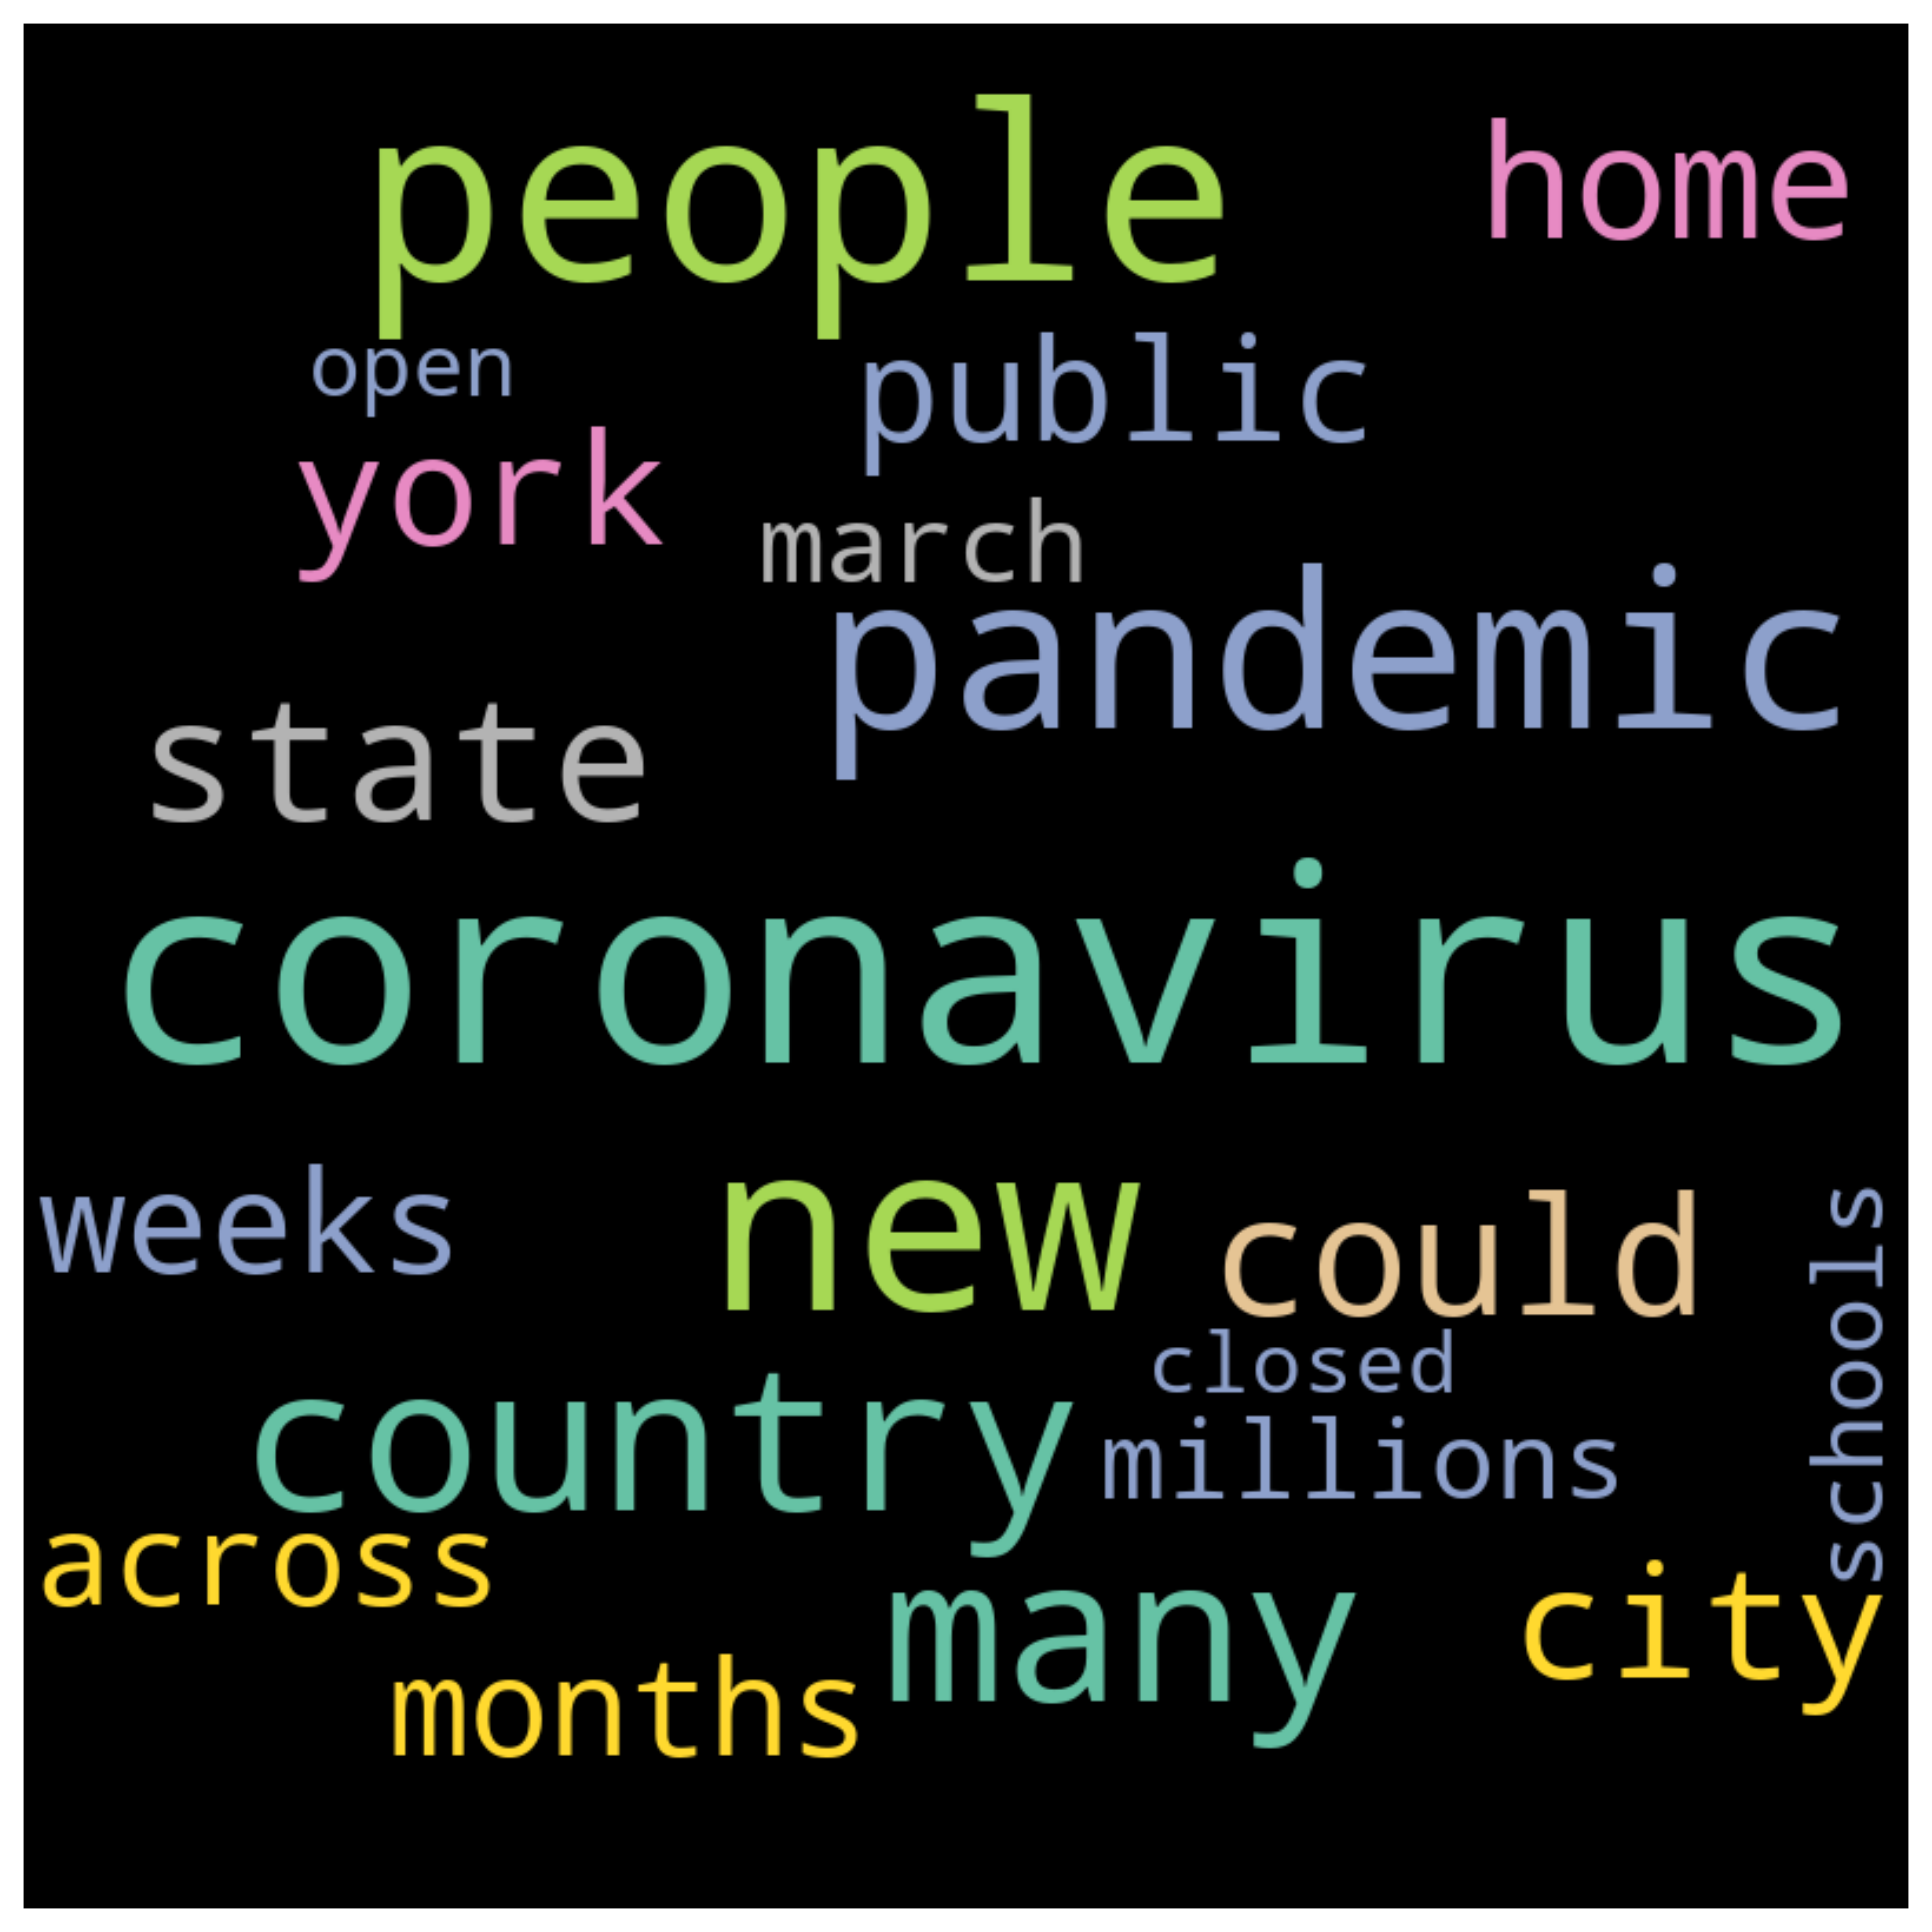 people
home
open
public
york
march
pandemic
state
coronavirus
weeks
new
could
schools
closed
country
millions
across
many
city
months